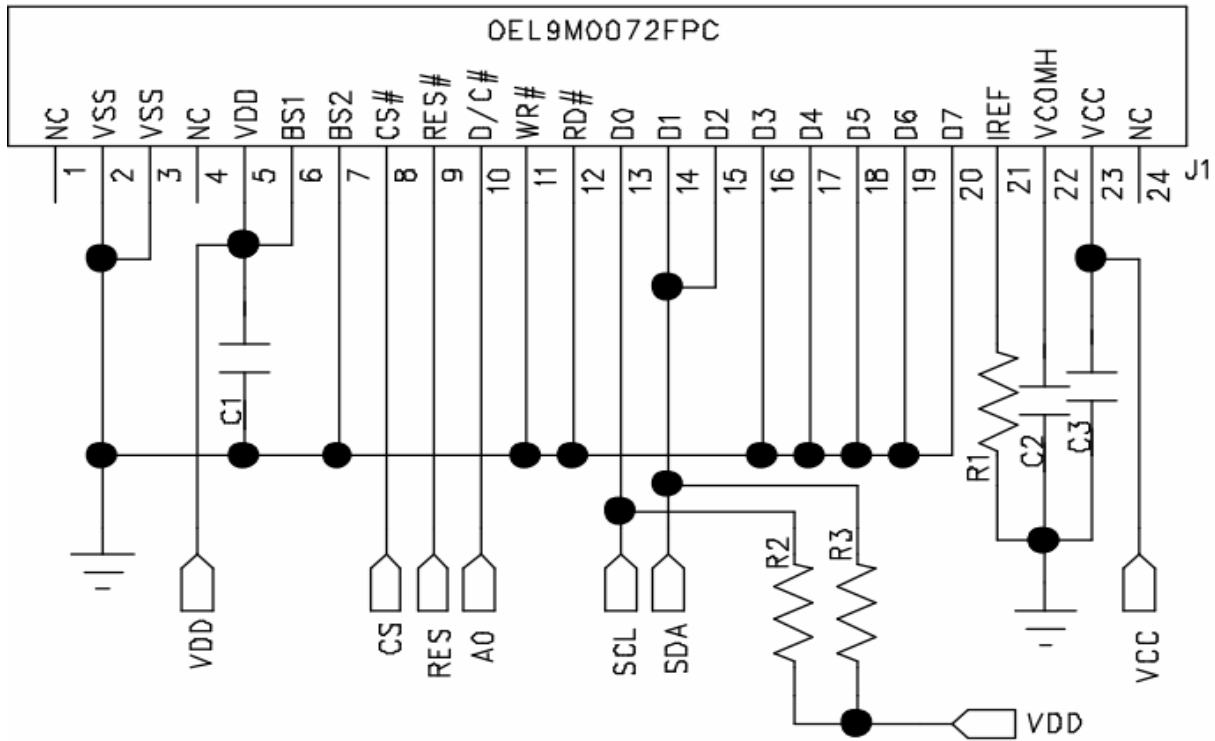 OEL9M0072FPC
NC
VSS
VSS
NC
VDD
BS1
BS2
CS#
RES#
D/C#
WR#
RD#
D0
D1
D2
D3
D4
D5
D6
D7
IREF
VCOMH
VCC
NC
J1
1
2
3
4
5
6
7
8
9
10
11
12
13
14
15
16
17
18
19
20
21
22
23
24
C1
R1
C2
C3
R2
R3
VDD
CS
RES
A0
SCL
SDA
VCC
VDD